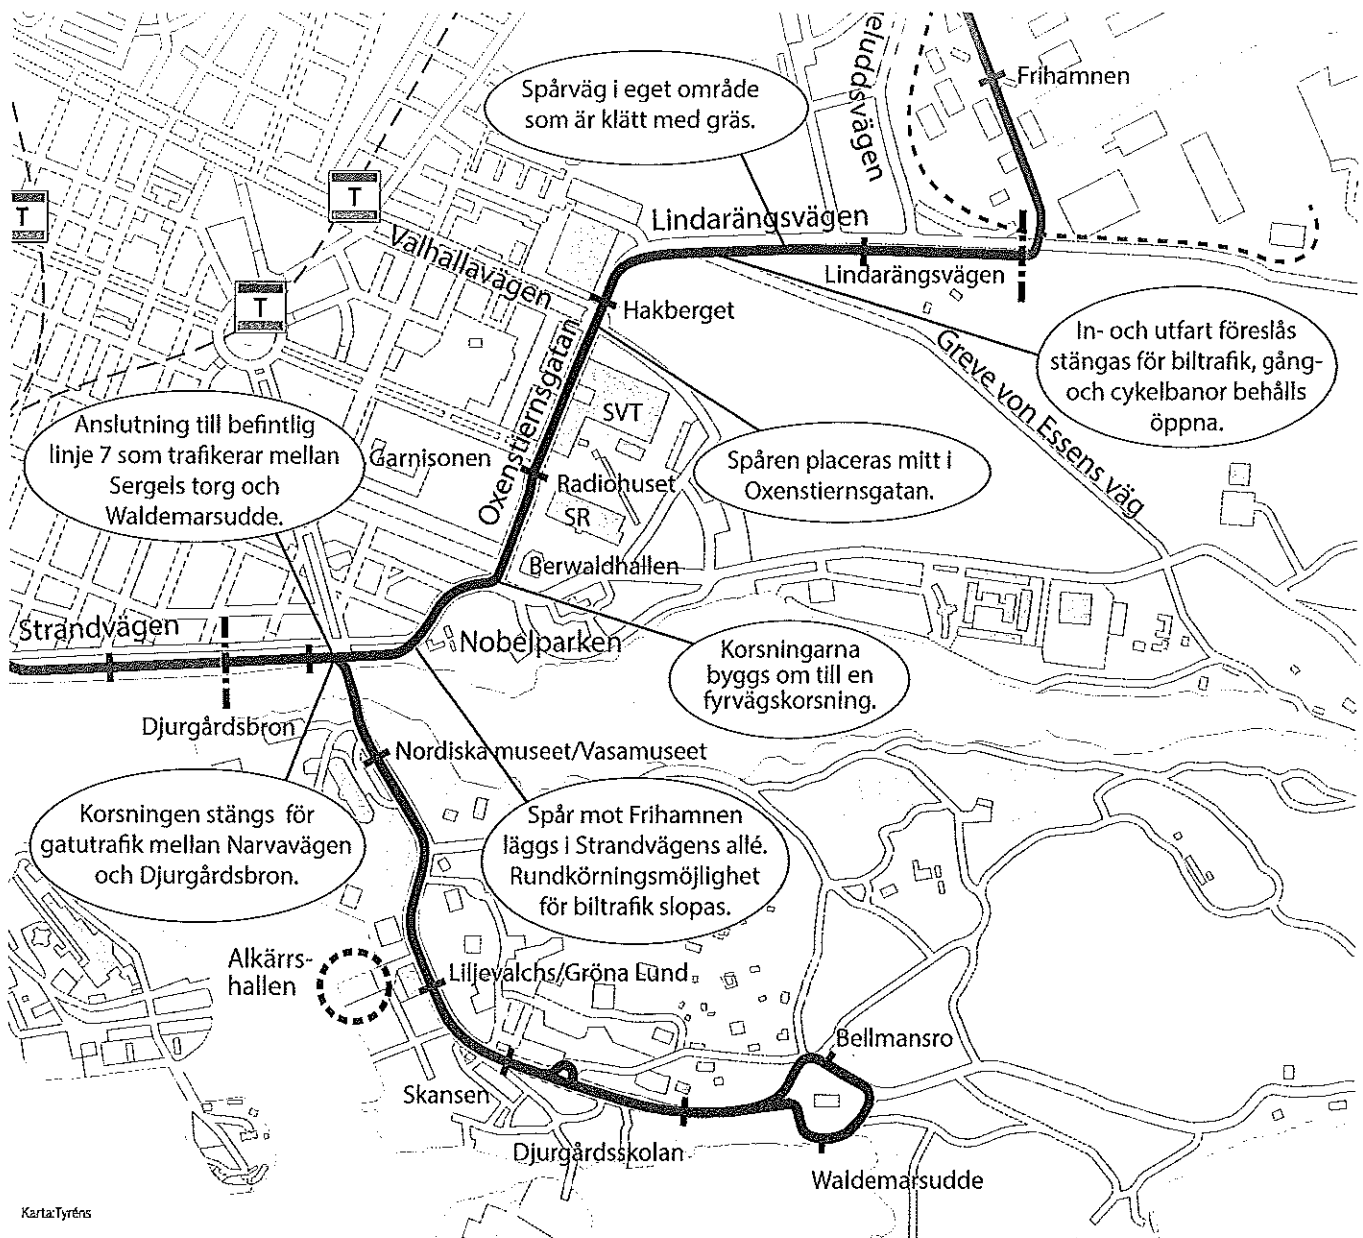 Spårväg i eget område
som är klätt med gräs.
eluddsvägen
Frihamnen
T
T
T
Lindarängsvägen
Valhallavägen
Lindarängsvägen
Hakberget
In- och utfart föreslås
stängas för biltrafik, gång-
och cykelbanor behålls
öppna.
Greve von Essens väg
Oxenstiernsgatan
SVT
Anslutning till befintlig
linje 7 som trafikerar mellan
Sergels torg och
Waldemarsudde.
Garnisonen
Spåren placeras mitt i
Oxenstiernsgatan.
Radiohuset
SR
Berwaldhallen
Strandvägen
Nobelparken
Korsningarna
byggs om till en
fyrvägskorsning.
Djurgårdsbron
Nordiska museet/Vasamuseet
Korsningen stängs för
gatutrafik mellan Narvavägen
och Djurgårdsbron.
Spår mot Frihamnen
läggs i Strandvägens allé.
Rundkörningsmöjlighet
för biltrafik slopas.
Alkärrs-
hallen
Liljevalchs/Gröna Lund
Bellmansro
Skansen
Djurgårdsskolan
Waldemarsudde
Karta:Tyréns